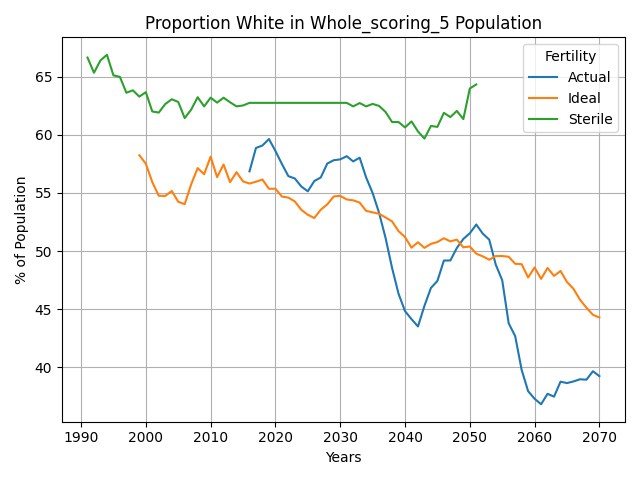 Proportion White in Whole_scoring_5 Population
Fertility
Actual
Ideal
Sterile
% of Population
65
60
55
50
45
40
1990 2000 2010 2020 2030 2040 2050 2060 2070
Years